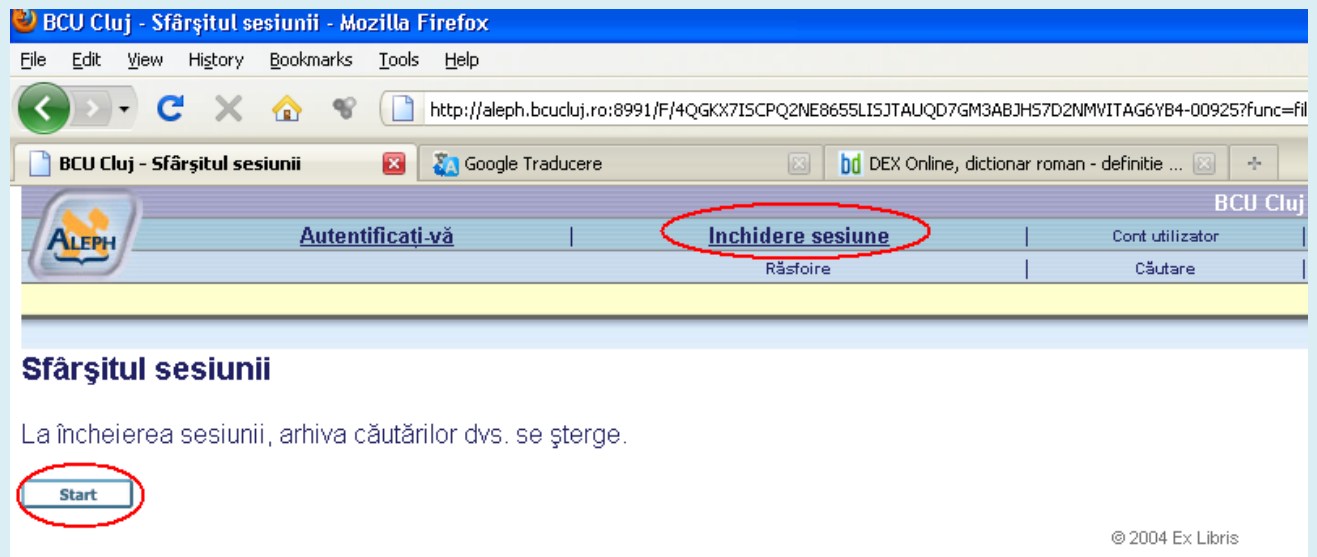 BCU Cluj - Sfârşitul sesiunii - Mozilla Firefox
File Edit View History Bookmarks Tools Help
http://aleph.bcucluj.ro:8991/F/4QGKX7ISCPQ2NE8655LISJTAUQD7GM3ABJHS7D2NMVITAG6YB4-00925?func=fil
BCU Cluj - Sfârşitul sesiunii Google Traducere bd DEX Online, dictionar roman - definitie ...
BCU Cluj
ALEPH Autentificaţi-vă | Inchidere sesiune | Cont utilizator |
Răsfoire | Căutare |
Sfârşitul sesiunii
La încheierea sesiunii, arhiva căutărilor dvs. se şterge.
Start
© 2004 Ex Libris